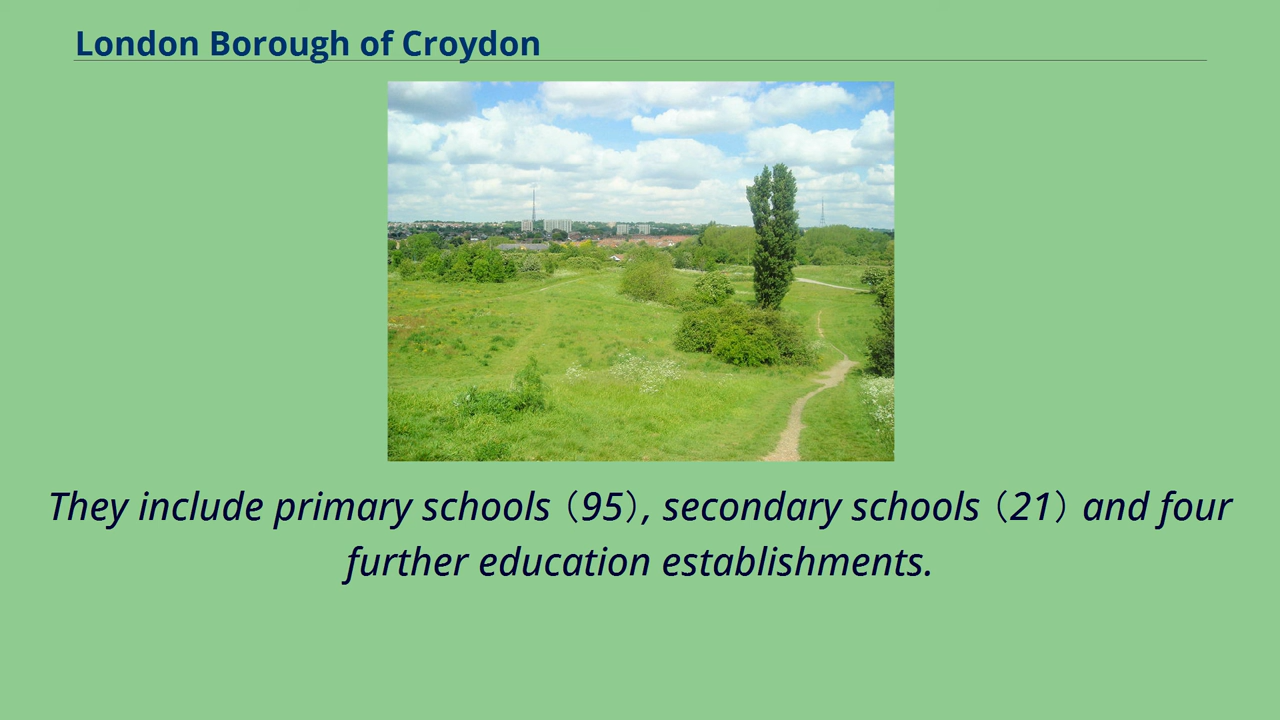 London Borough of Croydon
They include primary schools（95）, secondary schools（21）and four
further education establishments.